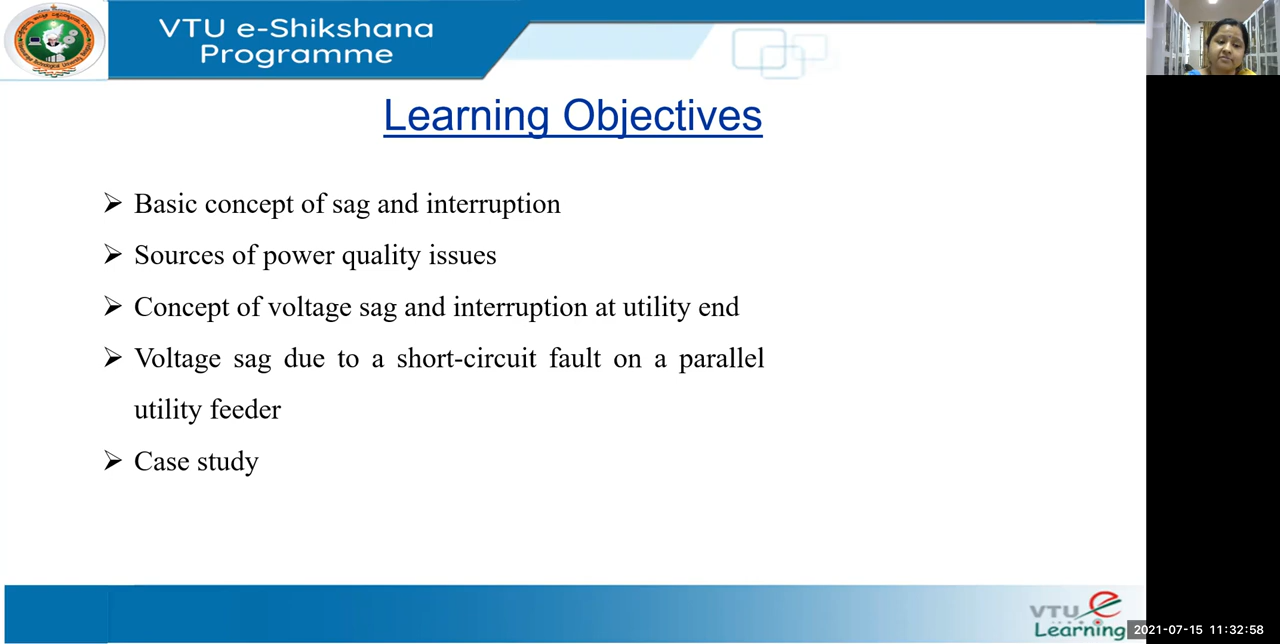 VTU e-Shikshana
Programme
Learning Objectives
➢ Basic concept of sag and interruption
➢ Sources of power quality issues
➢ Concept of voltage sag and interruption at utility end
➢ Voltage sag due to a short-circuit fault on a parallel
utility feeder
➢ Case study
VTU e
Learning
2021-07-15 11:32:58